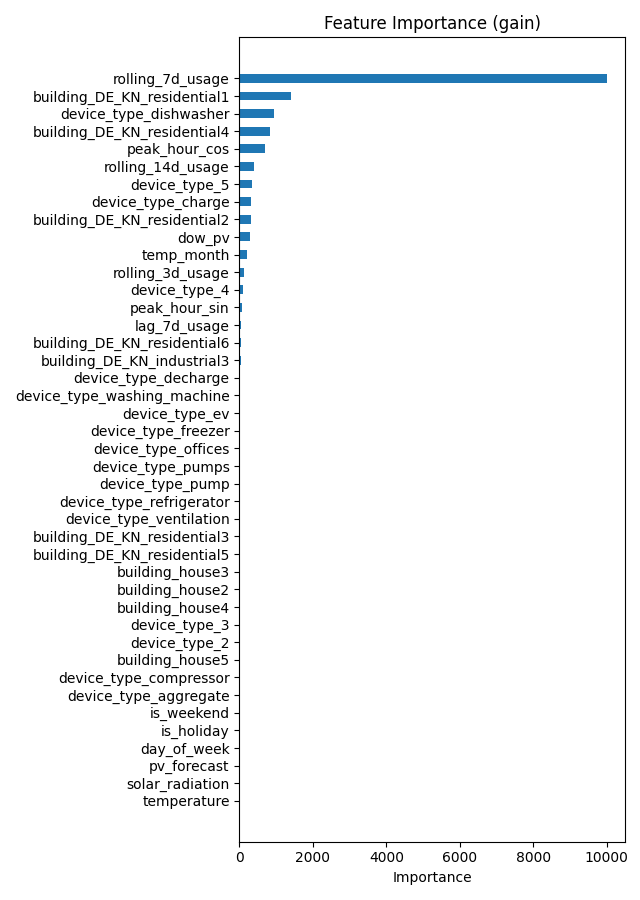 Feature Importance (gain)
rolling_7d_usage
building_DE_KN_residential1
device_type_dishwasher
building_DE_KN_residential4
peak_hour_cos
rolling_14d_usage
device_type_5
device_type_charge
building_DE_KN_residential2
dow_pv
temp_month
rolling_3d_usage
device_type_4
peak_hour_sin
lag_7d_usage
building_DE_KN_residential6
building_DE_KN_industrial3
device_type_decharge
device_type_washing_machine
device_type_ev
device_type_freezer
device_type_offices
device_type_pumps
device_type_pump
device_type_refrigerator
device_type_ventilation
building_DE_KN_residential3
building_DE_KN_residential5
building_house3
building_house2
building_house4
device_type_3
device_type_2
building_house5
device_type_compressor
device_type_aggregate
is_weekend
is_holiday
day_of_week
pv_forecast
solar_radiation
temperature
0 2000 4000 6000 8000 10000
Importance